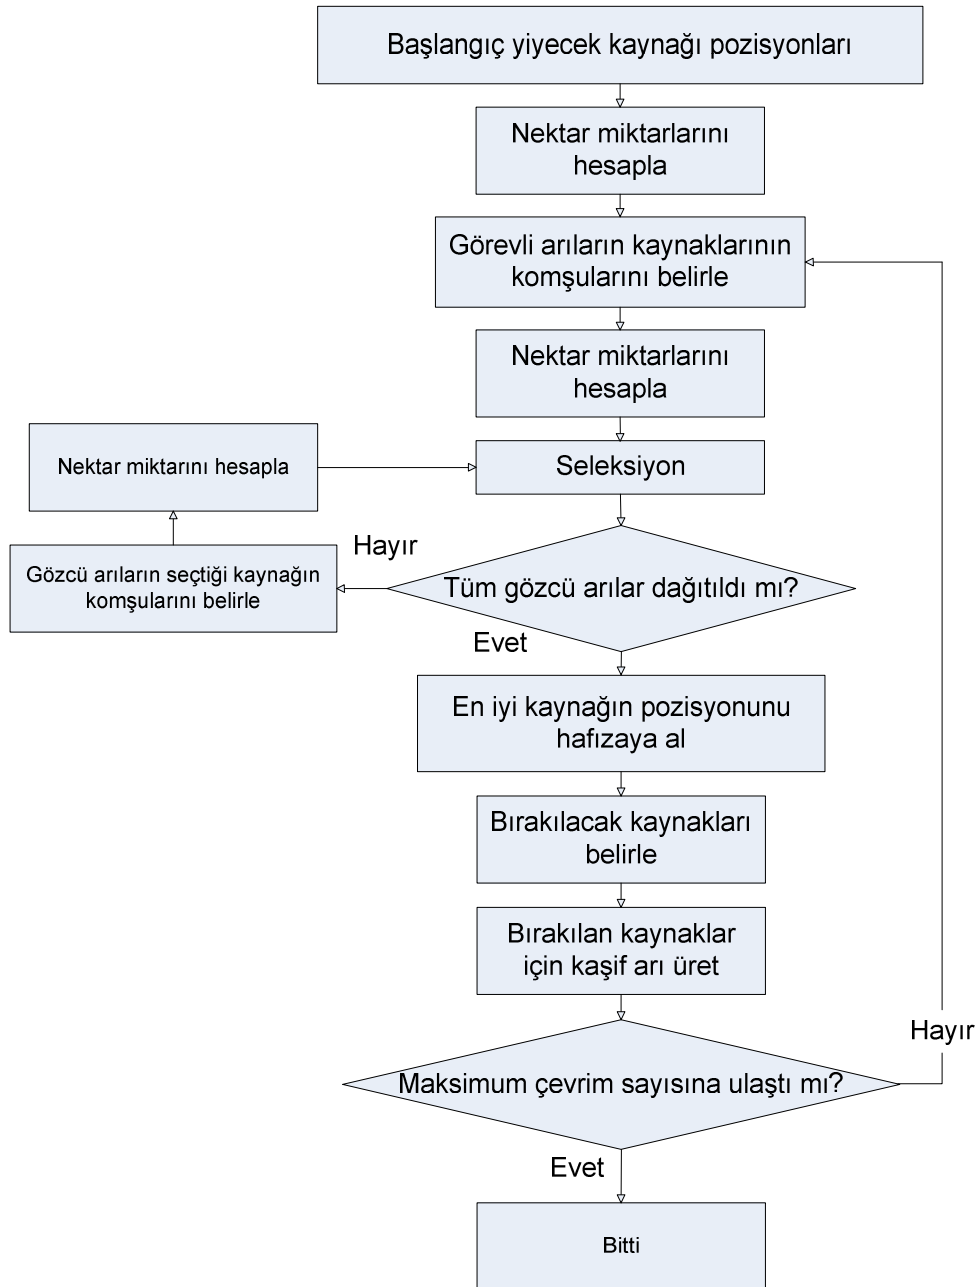 Başlangıç yiyecek kaynağı pozisyonları
Nektar miktarlarını
hesapla
Görevli arıların kaynaklarının
komşularını belirle
Nektar miktarlarını
hesapla
Nektar miktarını hesapla
Seleksiyon
Hayır
Gözcü arıların seçtiği kaynağın
komşularını belirle
Tüm gözcü arılar dağıtıldı mı?
Evet
En iyi kaynağın pozisyonunu
hafızaya al
Bırakılacak kaynakları
belirle
Bırakılan kaynaklar
için kaşif arı üret
Hayır
Maksimum çevrim sayısına ulaştı mı?
Evet
Bitti